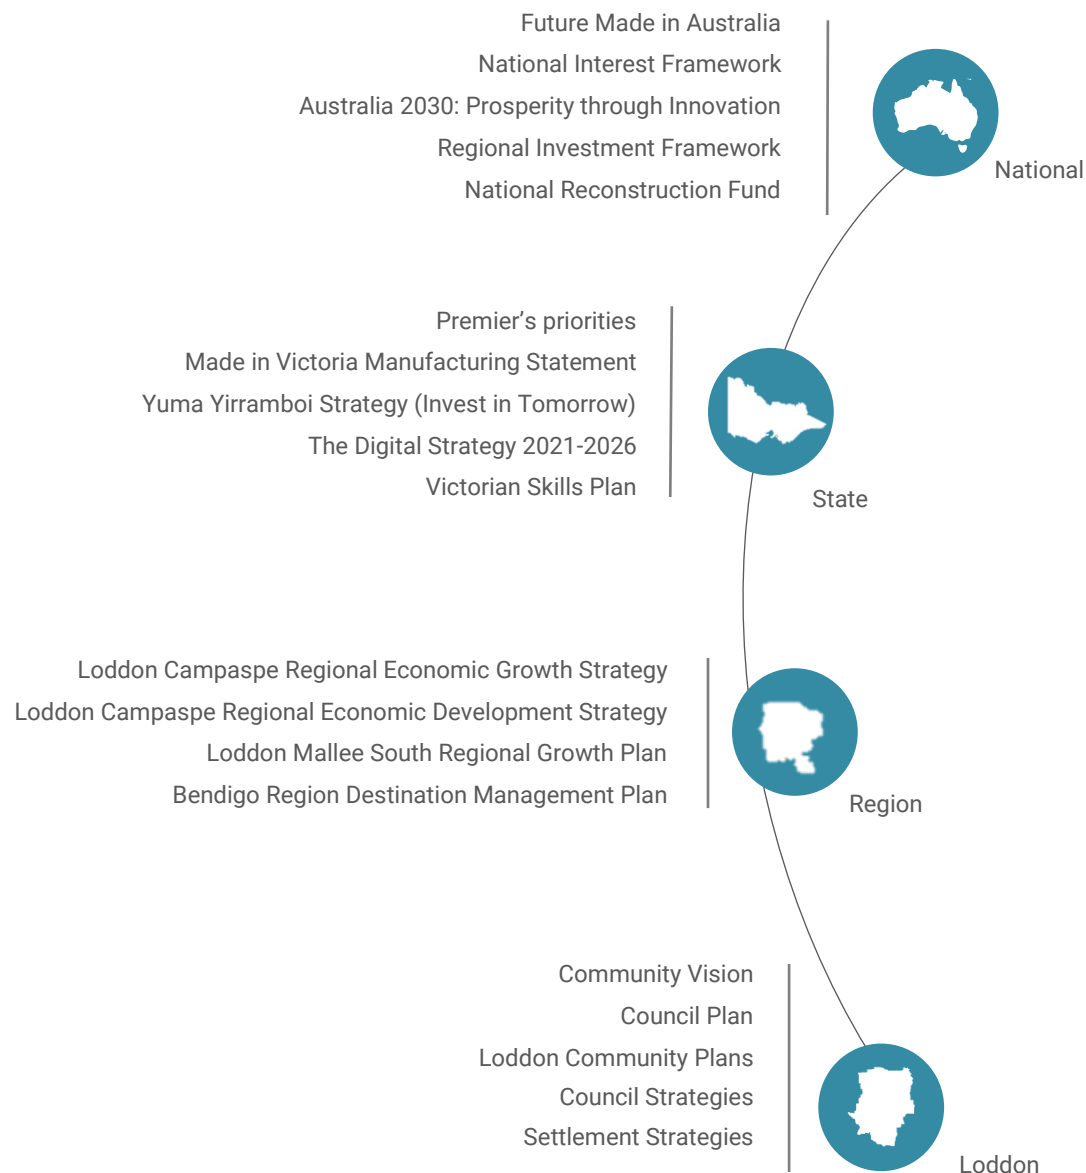 Future Made in Australia
National Interest Framework
Australia 2030: Prosperity through Innovation
Regional Investment Framework
National Reconstruction Fund
National
Premier’s priorities
Made in Victoria Manufacturing Statement
Yuma Yirramboi Strategy (Invest in Tomorrow)
The Digital Strategy 2021-2026
Victorian Skills Plan
State
Loddon Campaspe Regional Economic Growth Strategy
Loddon Campaspe Regional Economic Development Strategy
Loddon Mallee South Regional Growth Plan
Bendigo Region Destination Management Plan
Region
Community Vision
Council Plan
Loddon Community Plans
Council Strategies
Settlement Strategies
Loddon